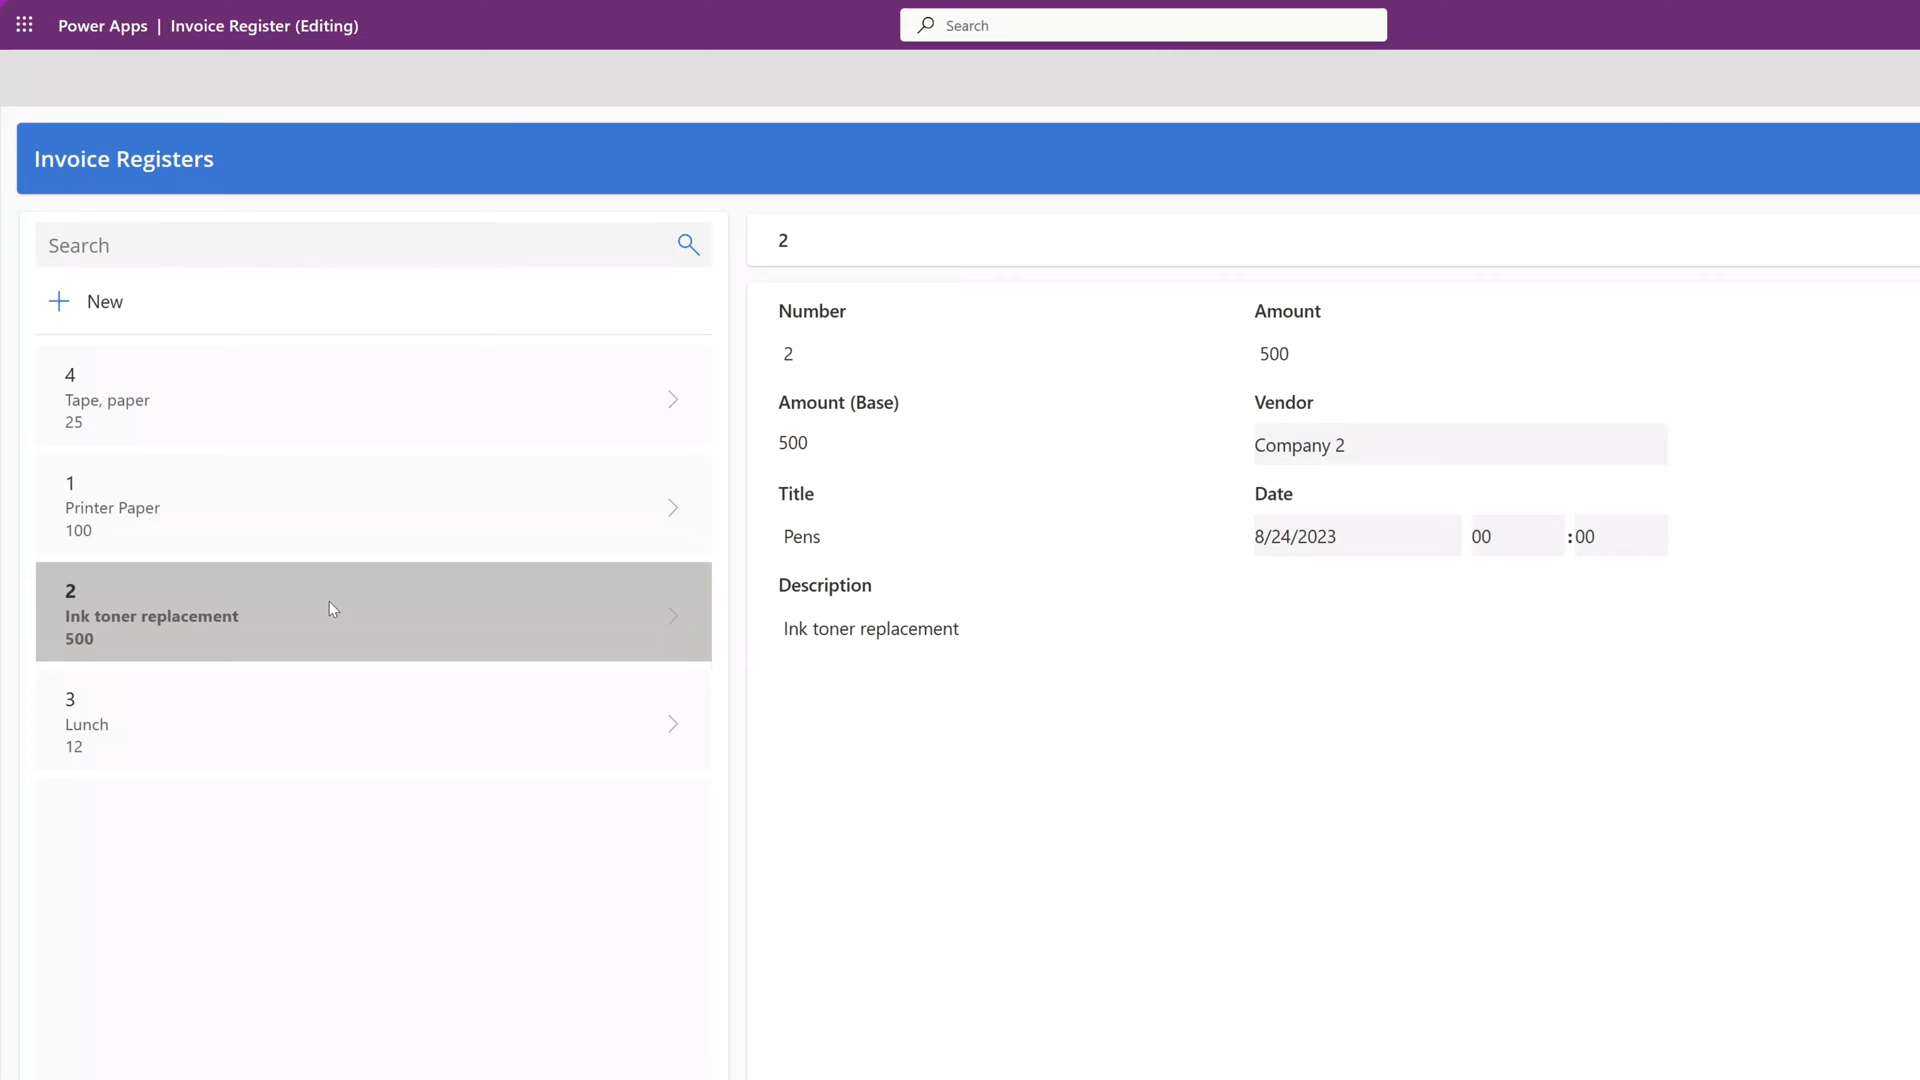 Power Apps | Invoice Register (Editing)
Search
Invoice Registers
Search
New
4
Tape, paper
25
1
Printer Paper
100
2
Ink toner replacement
500
3
Lunch
12
2
Number
2
Amount
500
Amount (Base)
500
Vendor
Company 2
Title
Pens
Date
8/24/2023 00 :00
Description
Ink toner replacement